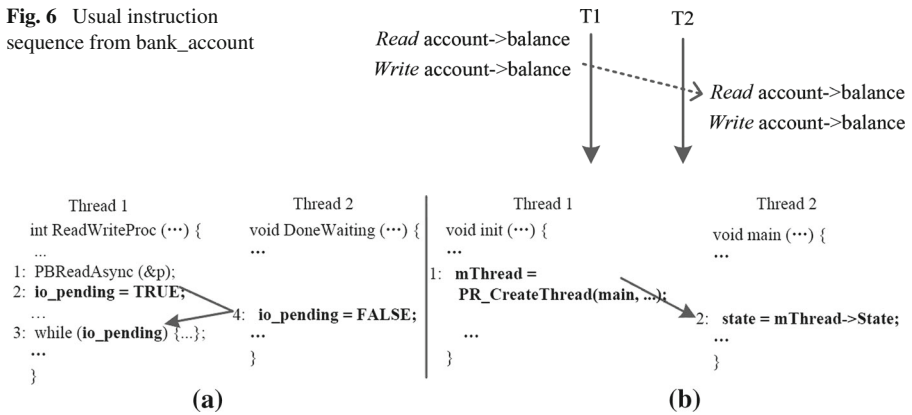 Fig. 6 Usual instruction
sequence from bank_account
T1
T2
Read account->balance
Write account->balance
Read account->balance
Write account->balance
Thread 1
int ReadWriteProc (···) {
...
1: PBReadAsync (&p);
2: io_pending = TRUE;
...
3: while (io_pending) {...};
...
}
Thread 2
void DoneWaiting (···) {
...
4: io_pending = FALSE;
...
}
(a)
Thread 1
void init (···) {
...
1: mThread =
PR_CreateThread(main, ...);
...
}
Thread 2
void main (···) {
...
2: state = mThread->State;
...
}
(b)